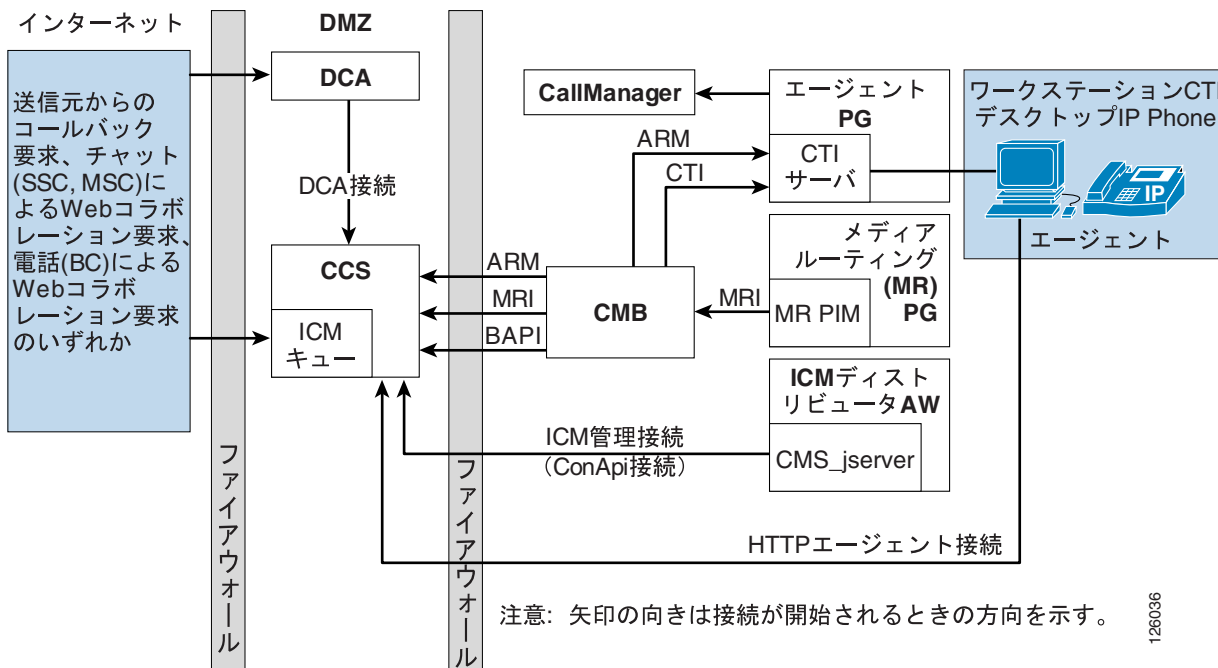 インターネット
DMZ
送信元からの
コールバック
要求、チャット
(SSC, MSC)に
よるWebコラボ
レーション要求、
電話(BC)による
Webコラボ
レーション要求
のいずれか
ファイアウォール
DCA
DCA接続
CCS
ICM
キュー
ファイアウォール
ARM
MRI
BAPI
CMB
CallManager
ARM
CTI
MRI
エージェント
PG
CTI
サーバ
メディア
ルーティング
(MR)
PG
MR PIM
ICMディスト
リビュータAW
CMS_jserver
ICM管理接続
（ConApi接続）
ワークステーションCTI
デスクトップIP Phone
IP
エージェント
HTTPエージェント接続
注意: 矢印の向きは接続が開始されるときの方向を示す。
126036